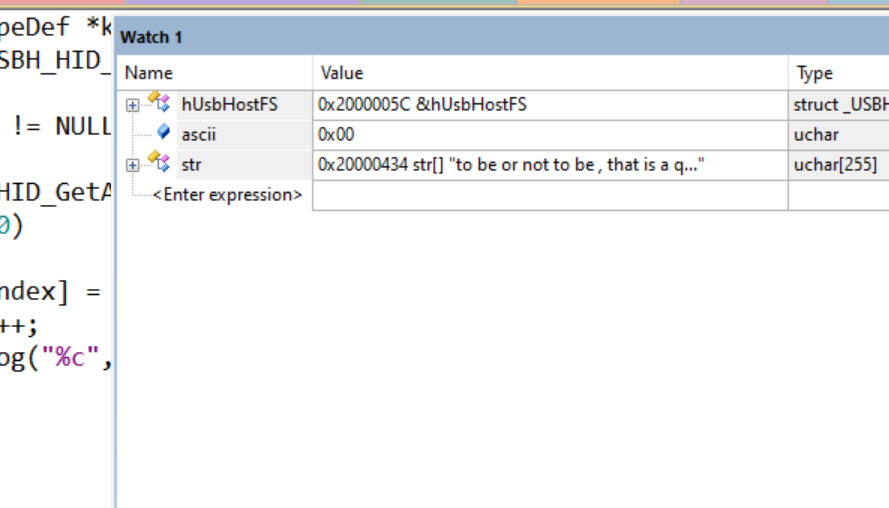 peDef *k
SBH_HID_
!= NULL
HID_GetA
0)
ndex] =
++;
og("%c",
Watch 1
Name Value Type
hUsbHostFS 0x2000005C &hUsbHostFS struct _USBH
ascii 0x00 uchar
str 0x20000434 str[] "to be or not to be , that is a q..." uchar[255]
<Enter expression>